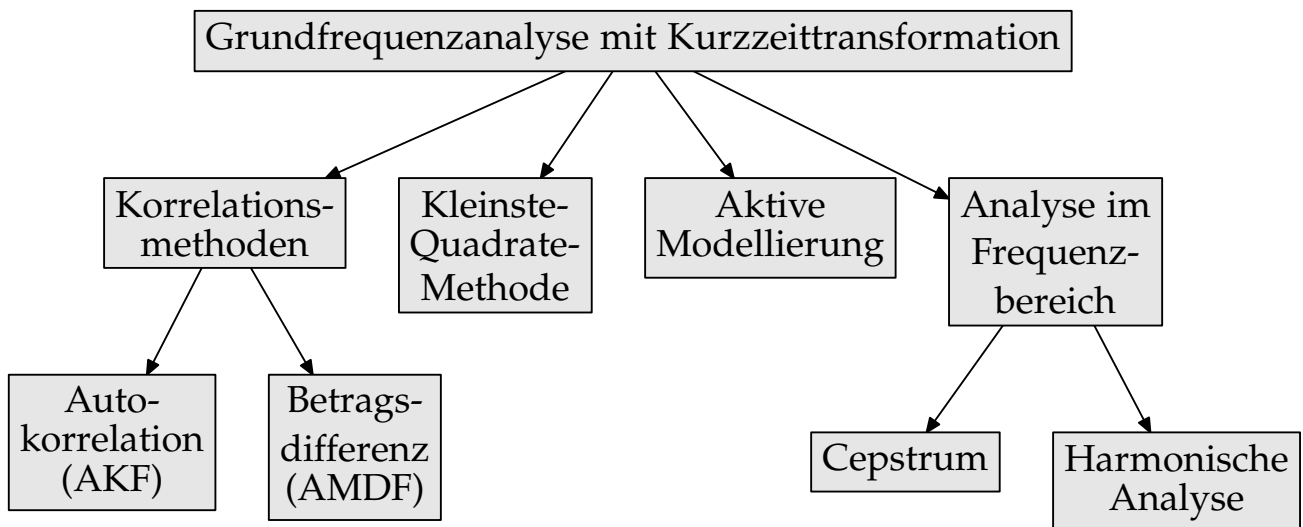 Grundfrequenzanalyse mit Kurzzeittransformation
Korrelations-
methoden
Kleinste-
Quadrate-
Methode
Aktive
Modellierung
Analyse im
Frequenz-
bereich
Auto-
korrelation
(AKF)
Betrags-
differenz
(AMDF)
Cepstrum
Harmonische
Analyse